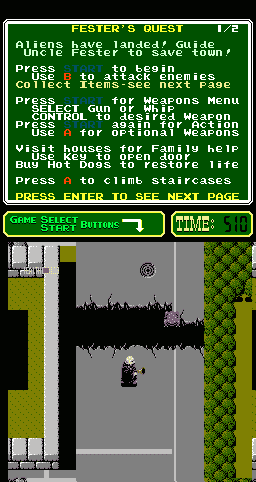 FESTER'S QUEST 1/2
Aliens have landed! Guide
Uncle Fester to save town!
Press START to begin
Use B to attack enemies
Collect Items-see next page
Press START for Weapons Menu
SELECT Gun or Whip
CONTROL to desired Weapon
Press START again for Action
Use A for optional Weapons
Visit houses for Family help
Use Key to open door
Buy Hot Dogs to restore life
Press A to climb staircases
PRESS ENTER TO SEE NEXT PAGE
GAME SELECT
START BUTTONS
TIME: 510